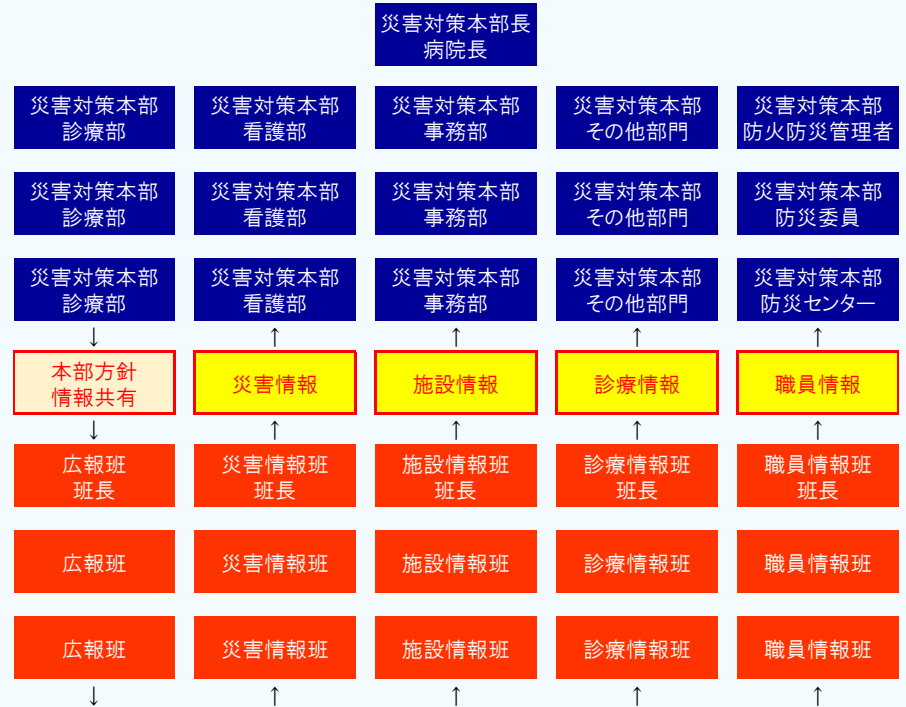 災害対策本部長
病院長
災害対策本部
診療部
災害対策本部
看護部
災害対策本部
事務部
災害対策本部
その他部門
災害対策本部
防火防災管理者
災害対策本部
診療部
災害対策本部
看護部
災害対策本部
事務部
災害対策本部
その他部門
災害対策本部
防災委員
災害対策本部
診療部
災害対策本部
看護部
災害対策本部
事務部
災害対策本部
その他部門
災害対策本部
防災センター
↓ ↑ ↑ ↑ ↑
本部方針
情報共有
災害情報
施設情報
診療情報
職員情報
↓ ↑ ↑ ↑ ↑
広報班
班長
災害情報班
班長
施設情報班
班長
診療情報班
班長
職員情報班
班長
広報班
災害情報班
施設情報班
診療情報班
職員情報班
広報班
災害情報班
施設情報班
診療情報班
職員情報班
↓ ↑ ↑ ↑ ↑